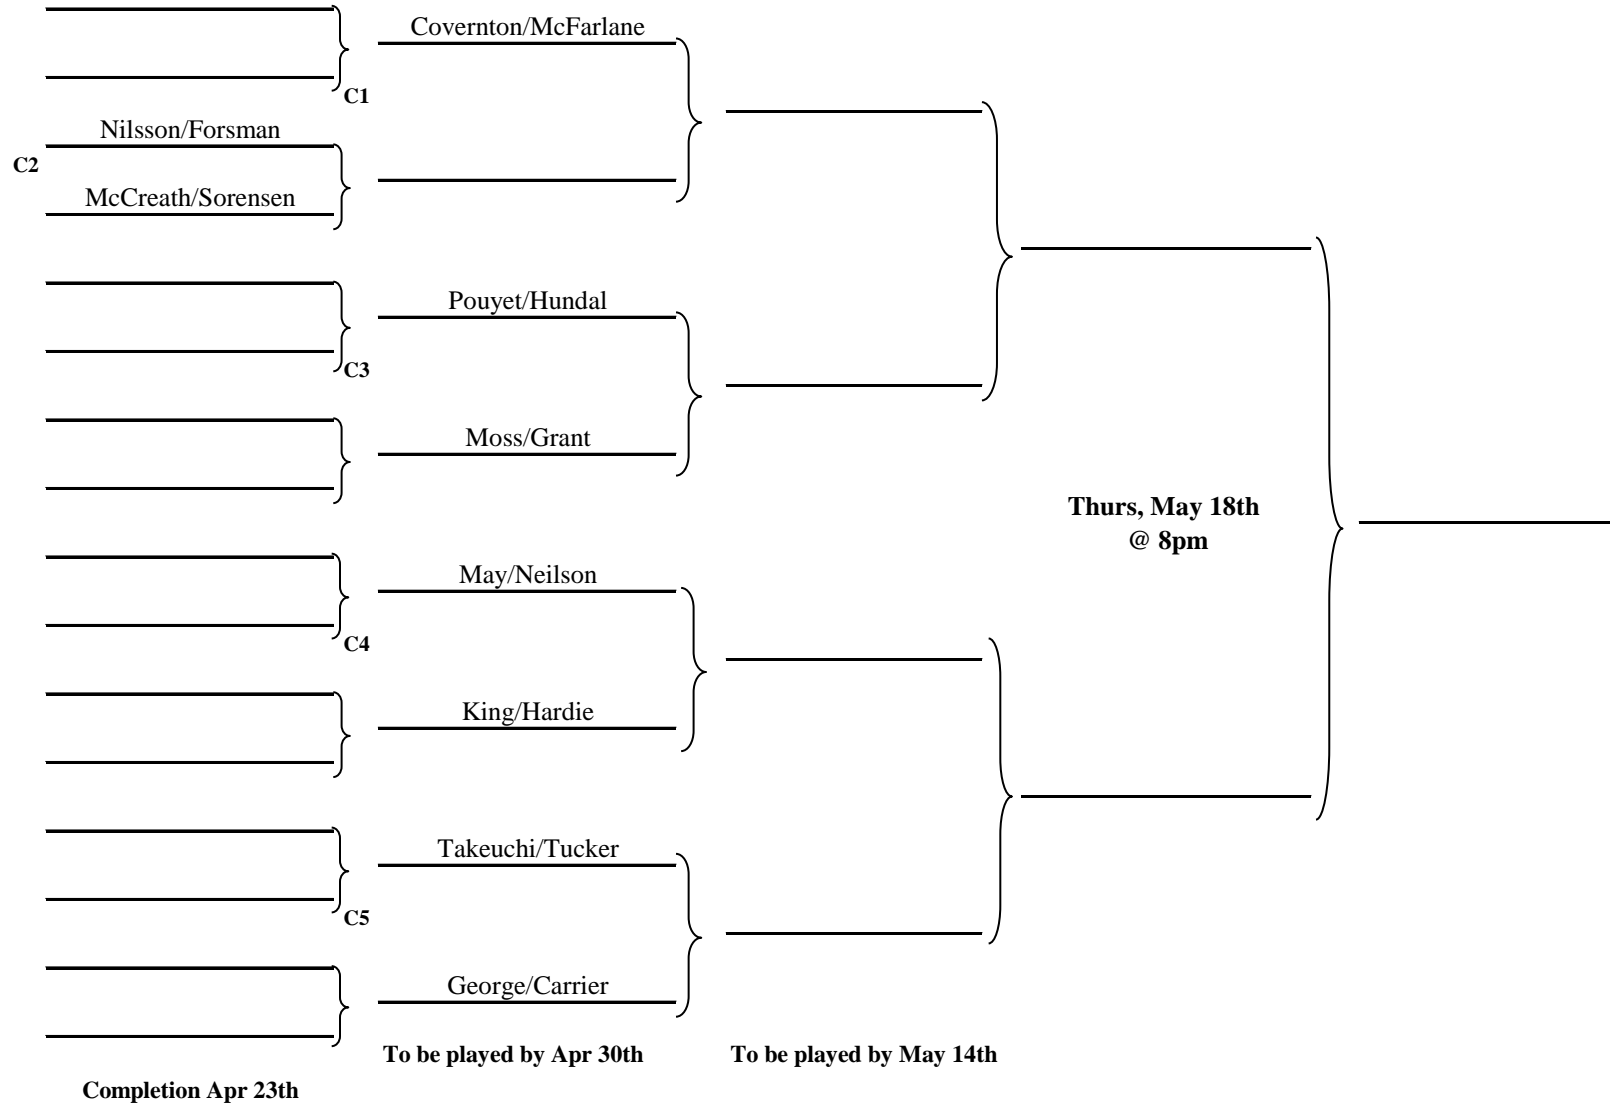 Covernton/McFarlane
C1
Nilsson/Forsman
C2
McCreath/Sorensen
Pouyet/Hundal
C3
Moss/Grant
Thurs, May 18th
@ 8pm
May/Neilson
C4
King/Hardie
Takeuchi/Tucker
C5
George/Carrier
To be played by Apr 30th
To be played by May 14th
Completion Apr 23th